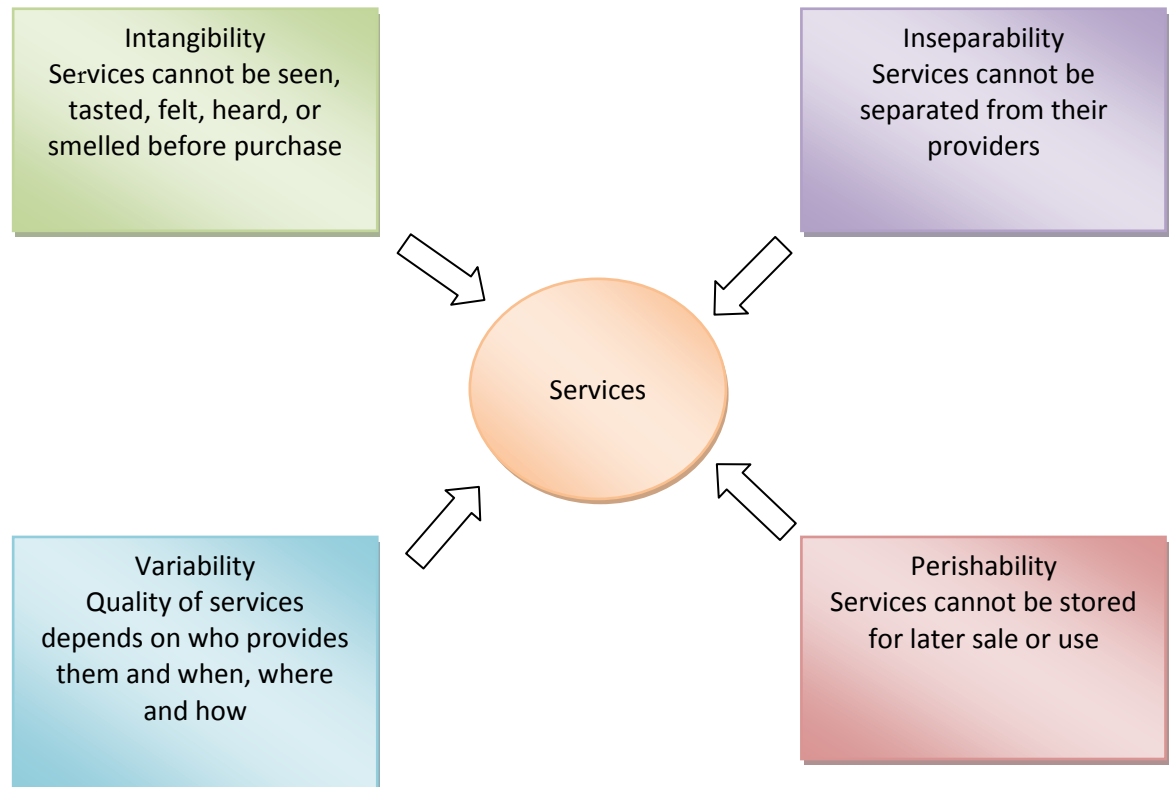 Intangibility
Services cannot be seen,
tasted, felt, heard, or
smelled before purchase
Inseparability
Services cannot be
separated from their
providers
Services
Variability
Quality of services
depends on who provides
them and when, where
and how
Perishability
Services cannot be stored
for later sale or use